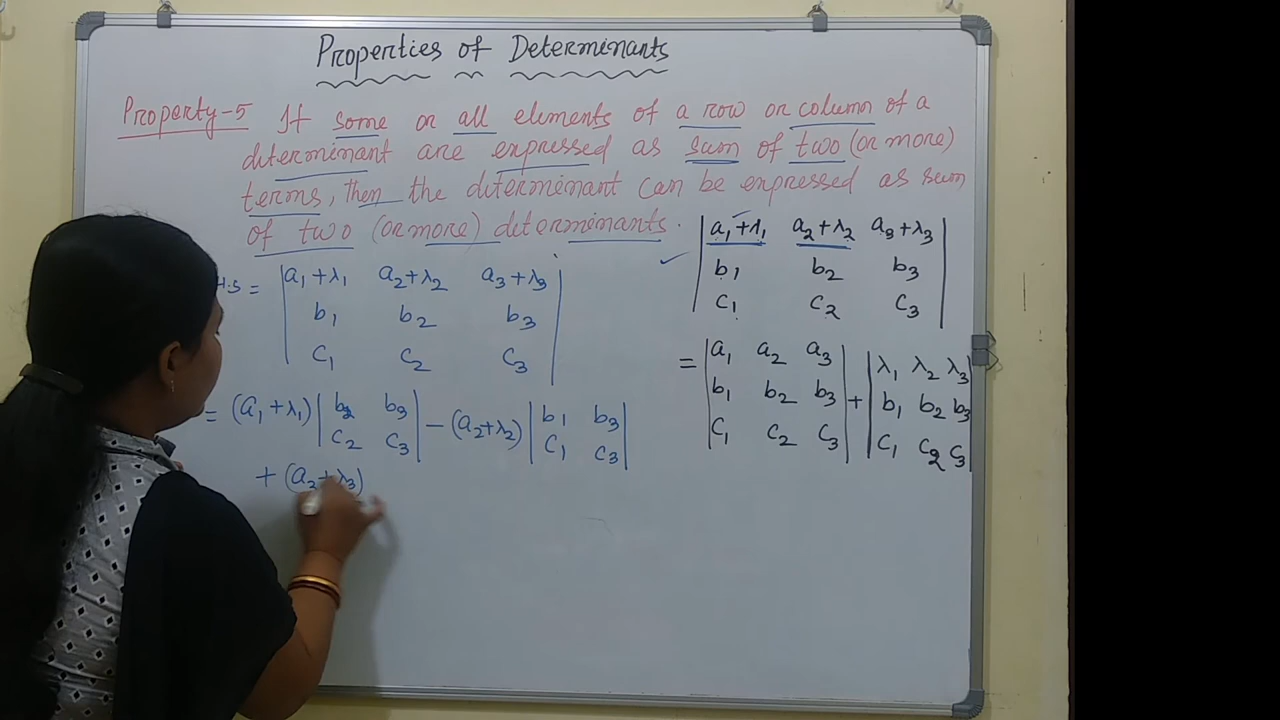 Properties of Determinants
Property-5 If some or all elements of a row or column of a
determinant are expressed as sum of two (or more)
terms, then the determinant can be expressed as sum
of two (or more) determinants.
| a₁+λ₁ a₂+λ₂ a₃+λ₃ |
| b₁ b₂ b₃ |
| c₁ c₂ c₃ |
= | a₁ a₂ a₃ | + | λ₁ λ₂ λ₃ |
| b₁ b₂ b₃ | | b₁ b₂ b₃ |
| c₁ c₂ c₃ | | c₁ c₂ c₃ |
H.S = | a₁+λ₁ a₂+λ₂ a₃+λ₃ |
| b₁ b₂ b₃ |
| c₁ c₂ c₃ |
= (a₁+λ₁) | b₂ b₃ | − (a₂+λ₂) | b₁ b₃ |
| c₂ c₃ | | c₁ c₃ |
+ (a₂+λ₃)